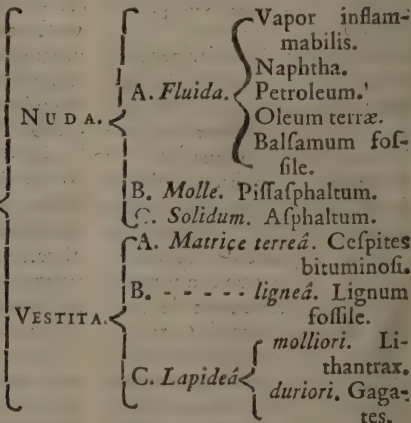 Vapor inflam-
mabilis.
Naphtha.
A. Fluida. Petroleum.
NUDA. Oleum terræ.
Balſamum foſ-
ſile.
B. Molle. Piſſaſphaltum.
C. Solidum. Aſphaltum.
A. Matrice terreâ. Ceſpites
bituminoſi.
B. - - - - - ligneâ. Lignum
VESTITA. foſſile.
molliori. Li-
thantrax.
C. Lapideâ duriori. Gaga-
tes.